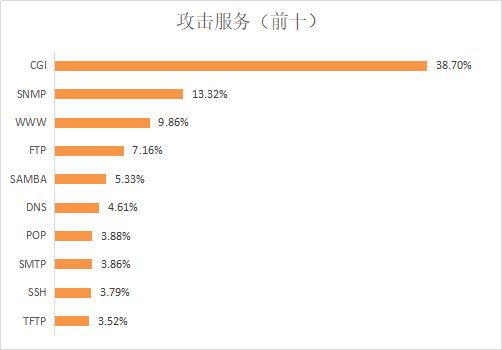 攻击服务（前十）
CGI 38.70%
SNMP 13.32%
WWW 9.86%
FTP 7.16%
SAMBA 5.33%
DNS 4.61%
POP 3.88%
SMTP 3.86%
SSH 3.79%
TFTP 3.52%